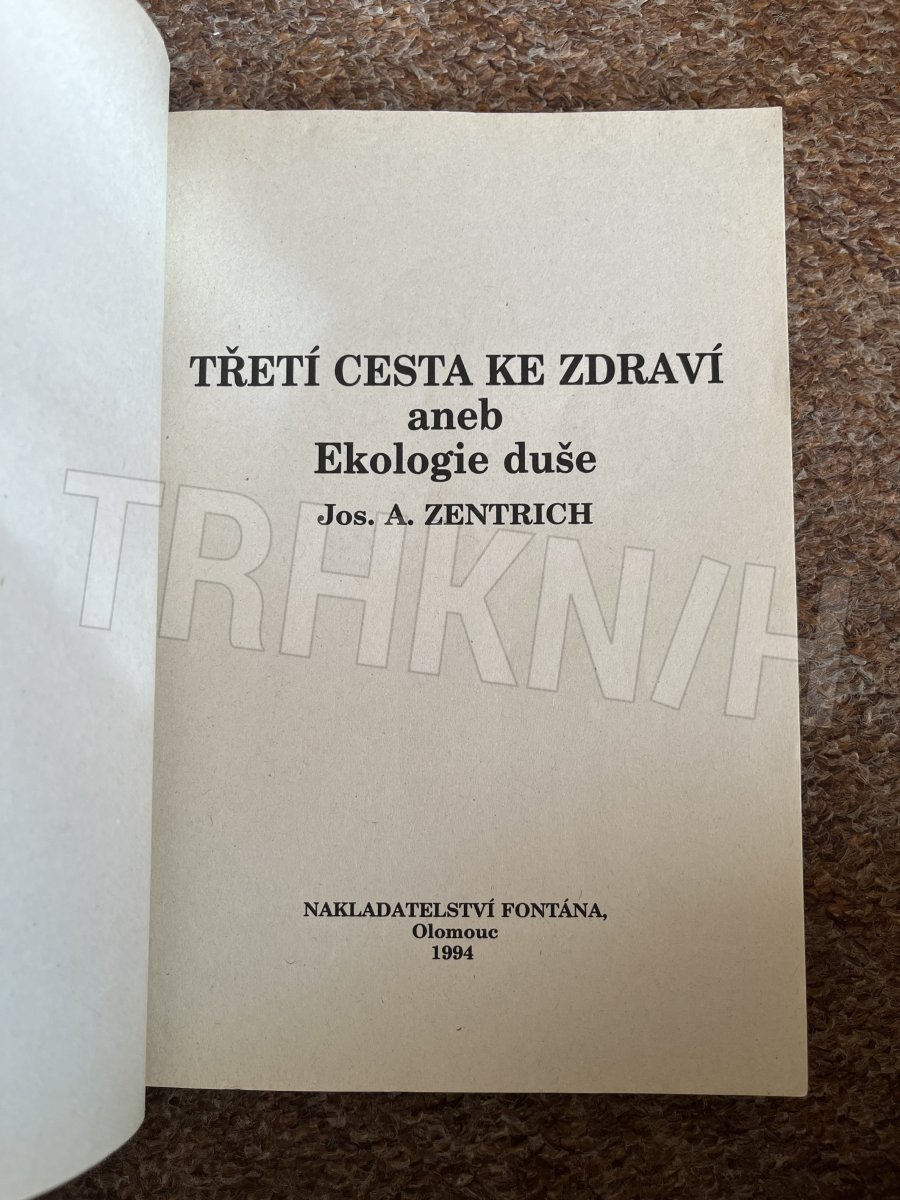 TŘETÍ CESTA KE ZDRAVÍ
aneb
Ekologie duše
Jos. A. ZENTRICH
TRHKNIH
NAKLADATELSTVÍ FONTÁNA,
Olomouc
1994